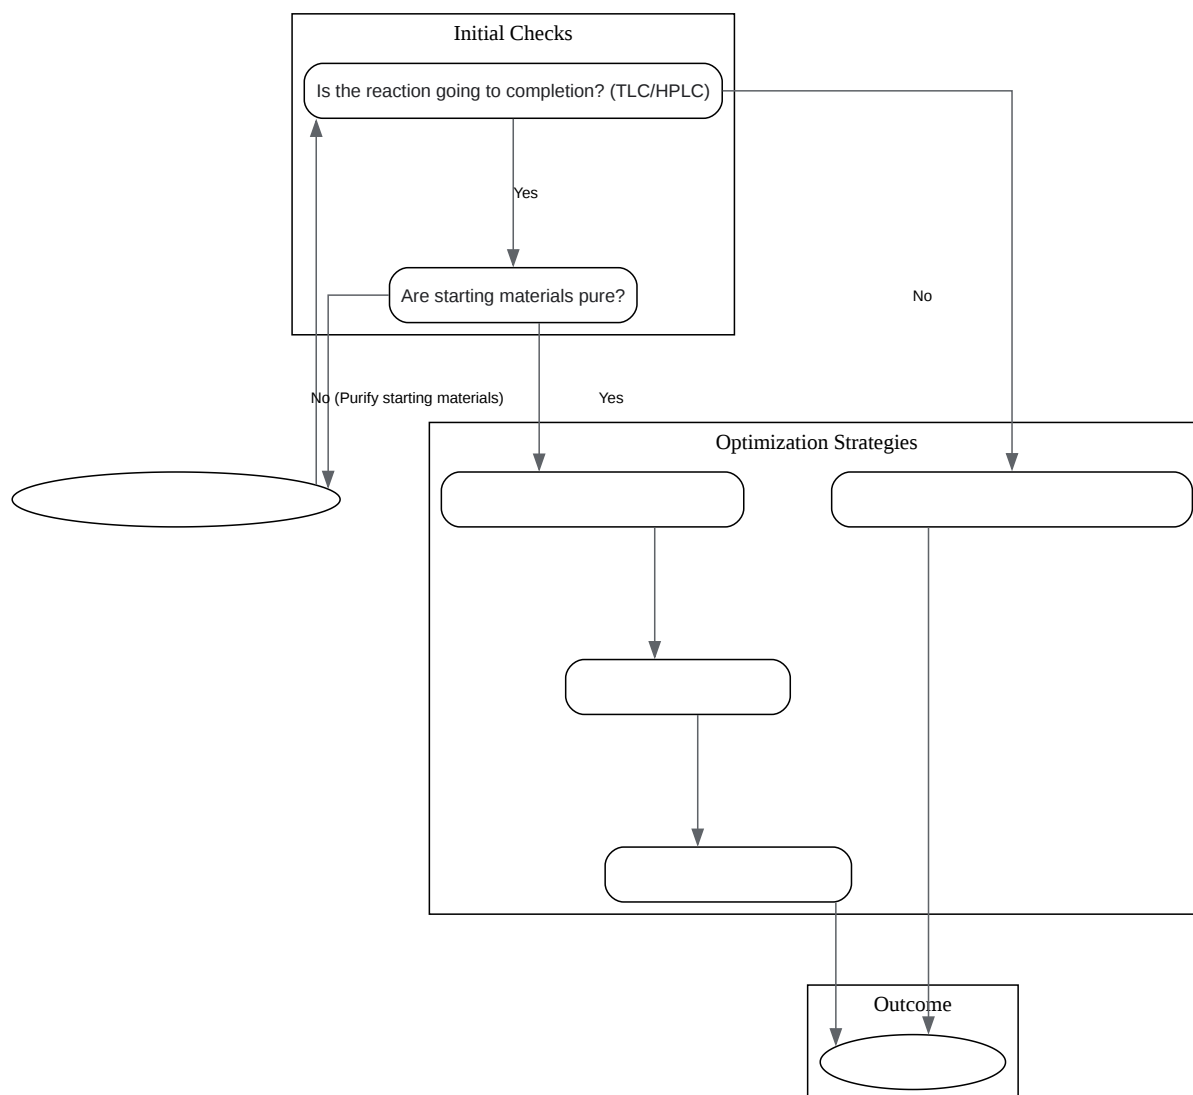 Initial Checks
Is the reaction going to completion? (TLC/HPLC)
Yes
Are starting materials pure?
No
No (Purify starting materials)
Yes
Optimization Strategies
Outcome